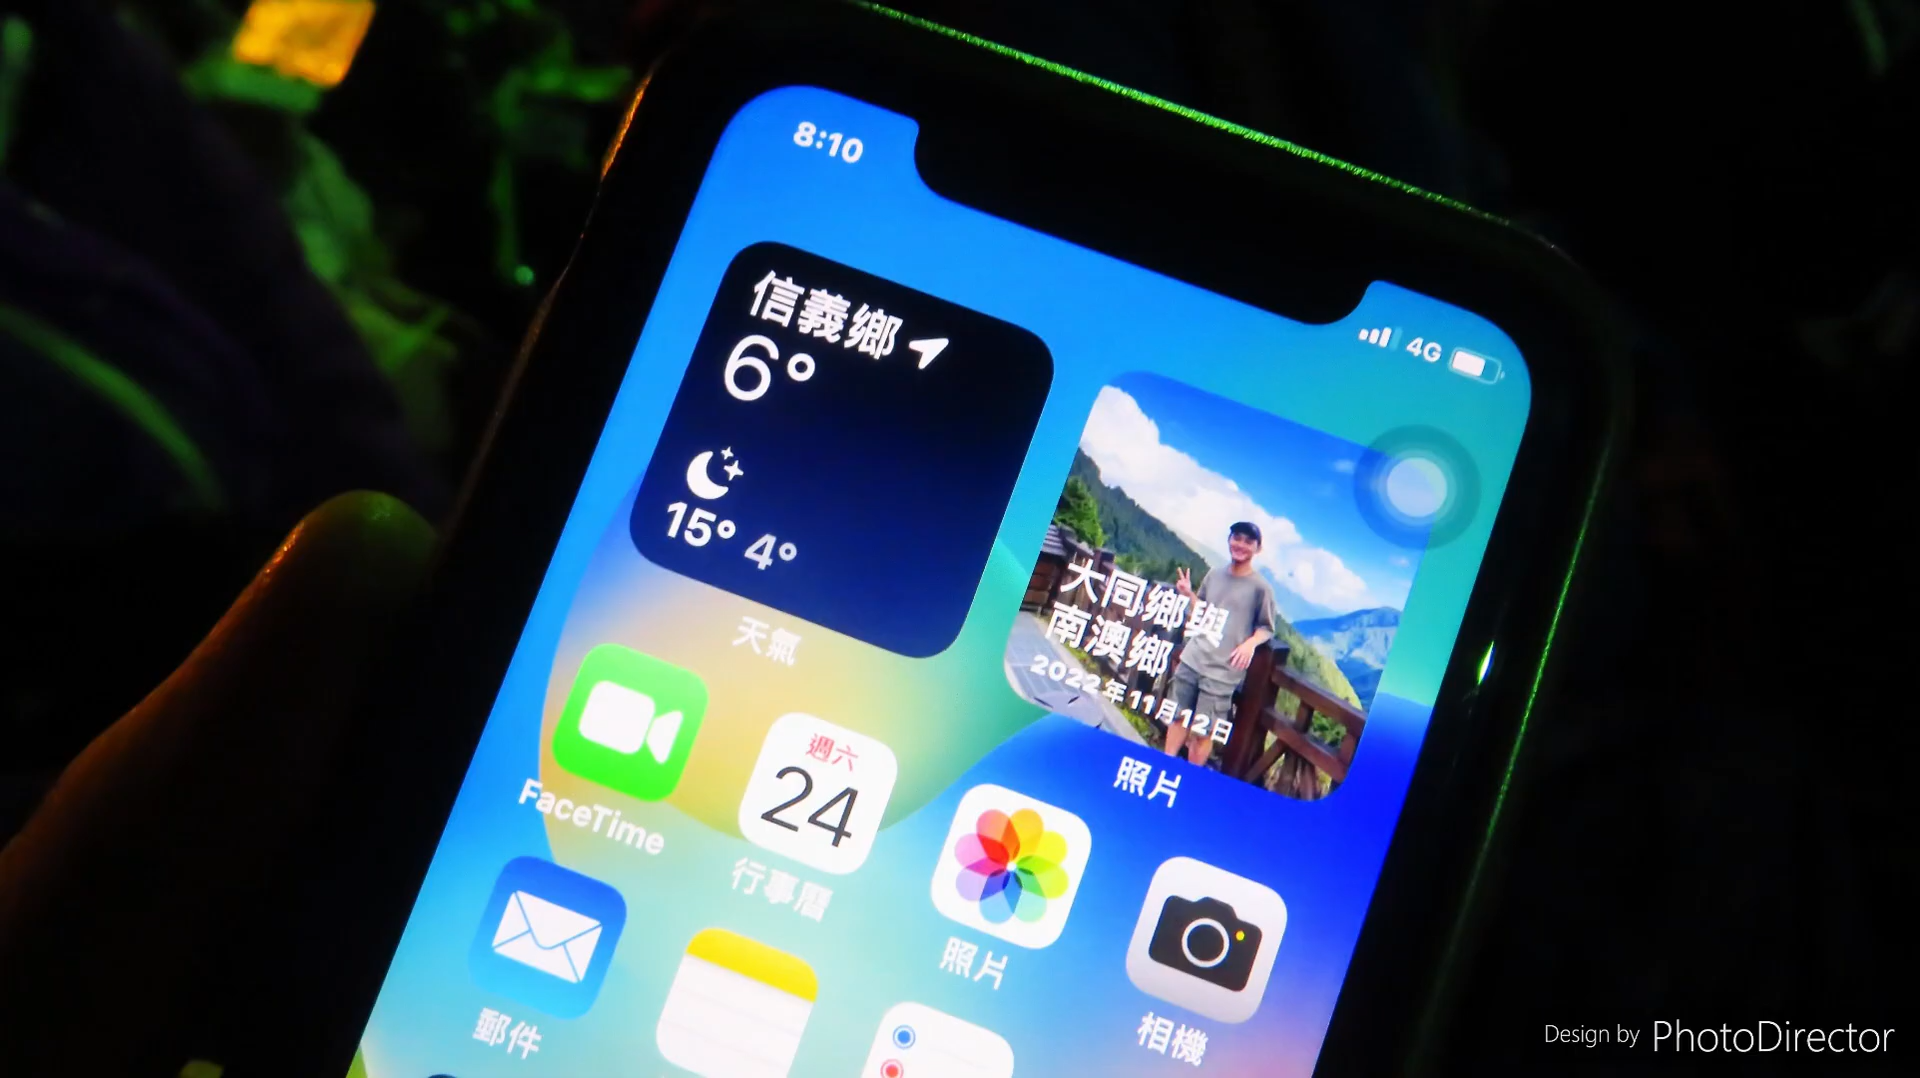 8:10
4G
信義鄉
6°
15° 4°
天氣
大同鄉與
南澳鄉
2022年11月12日
照片
FaceTime
週六
24
行事曆
照片
相機
郵件
Design by PhotoDirector